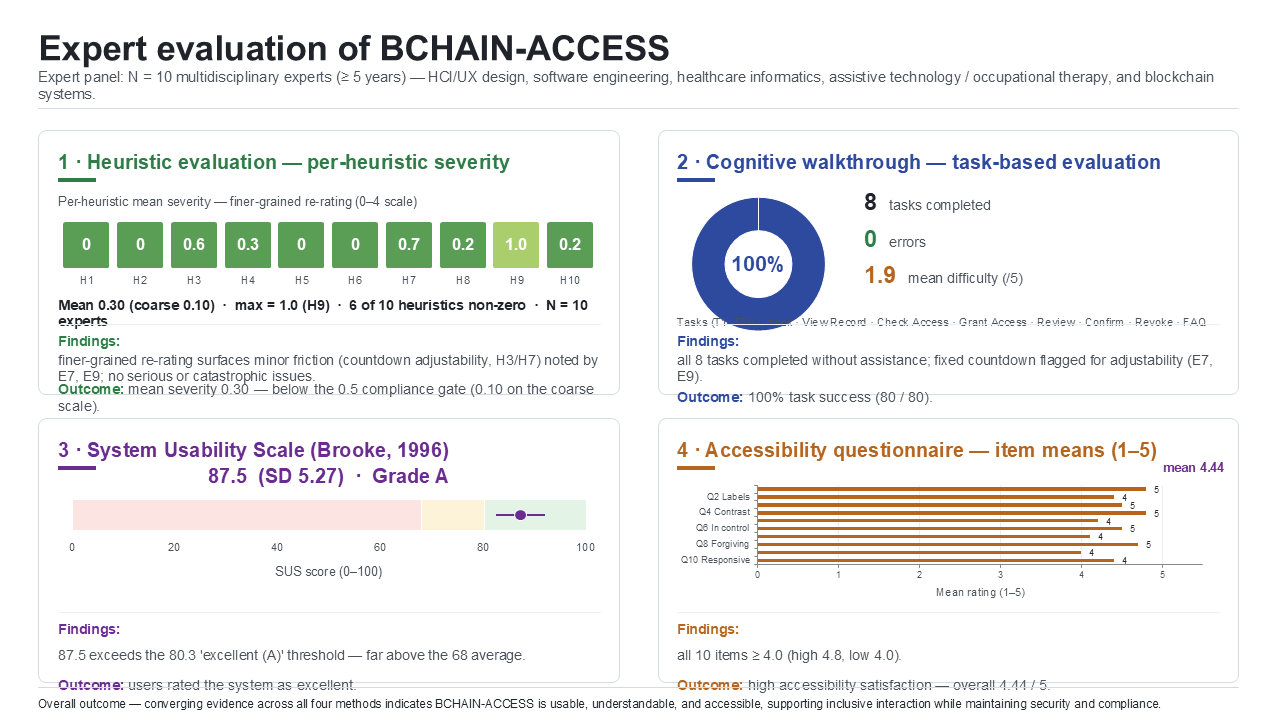 Expert evaluation of BCHAIN-ACCESS
Expert panel: N = 10 multidisciplinary experts (≥ 5 years) — HCI/UX design, software engineering, healthcare informatics, assistive technology / occupational therapy, and blockchain
systems.
1 · Heuristic evaluation — per-heuristic severity
Per-heuristic mean severity — finer-grained re-rating (0–4 scale)
0 0 0.6 0.3 0 0 0.7 0.2 1.0 0.2
H1 H2 H3 H4 H5 H6 H7 H8 H9 H10
Mean 0.30 (coarse 0.10) · max = 1.0 (H9) · 6 of 10 heuristics non-zero · N = 10
experts
Findings:
finer-grained re-rating surfaces minor friction (countdown adjustability, H3/H7) noted by
E7, E9; no serious or catastrophic issues.
Outcome: mean severity 0.30 — below the 0.5 compliance gate (0.10 on the coarse
scale).
2 · Cognitive walkthrough — task-based evaluation
100%
8 tasks completed
0 errors
1.9 mean difficulty (/5)
Tasks · View Record · Check Access · Grant Access · Review · Confirm · Revoke · FAQ
Findings:
all 8 tasks completed without assistance; fixed countdown flagged for adjustability (E7,
E9).
Outcome: 100% task success (80 / 80).
3 · System Usability Scale (Brooke, 1996)
87.5 (SD 5.27) · Grade A
0 20 40 60 80 100
SUS score (0–100)
Findings:
87.5 exceeds the 80.3 'excellent (A)' threshold — far above the 68 average.
Outcome: users rated the system as excellent.
4 · Accessibility questionnaire — item means (1–5)
mean 4.44
5
Q2 Labels 4
5
Q4 Contrast 5
4
Q6 In control 5
4
Q8 Forgiving 5
4
Q10 Responsive 4
0 1 2 3 4 5
Mean rating (1–5)
Findings:
all 10 items ≥ 4.0 (high 4.8, low 4.0).
Outcome: high accessibility satisfaction — overall 4.44 / 5.
Overall outcome — converging evidence across all four methods indicates BCHAIN-ACCESS is usable, understandable, and accessible, supporting inclusive interaction while maintaining security and compliance.